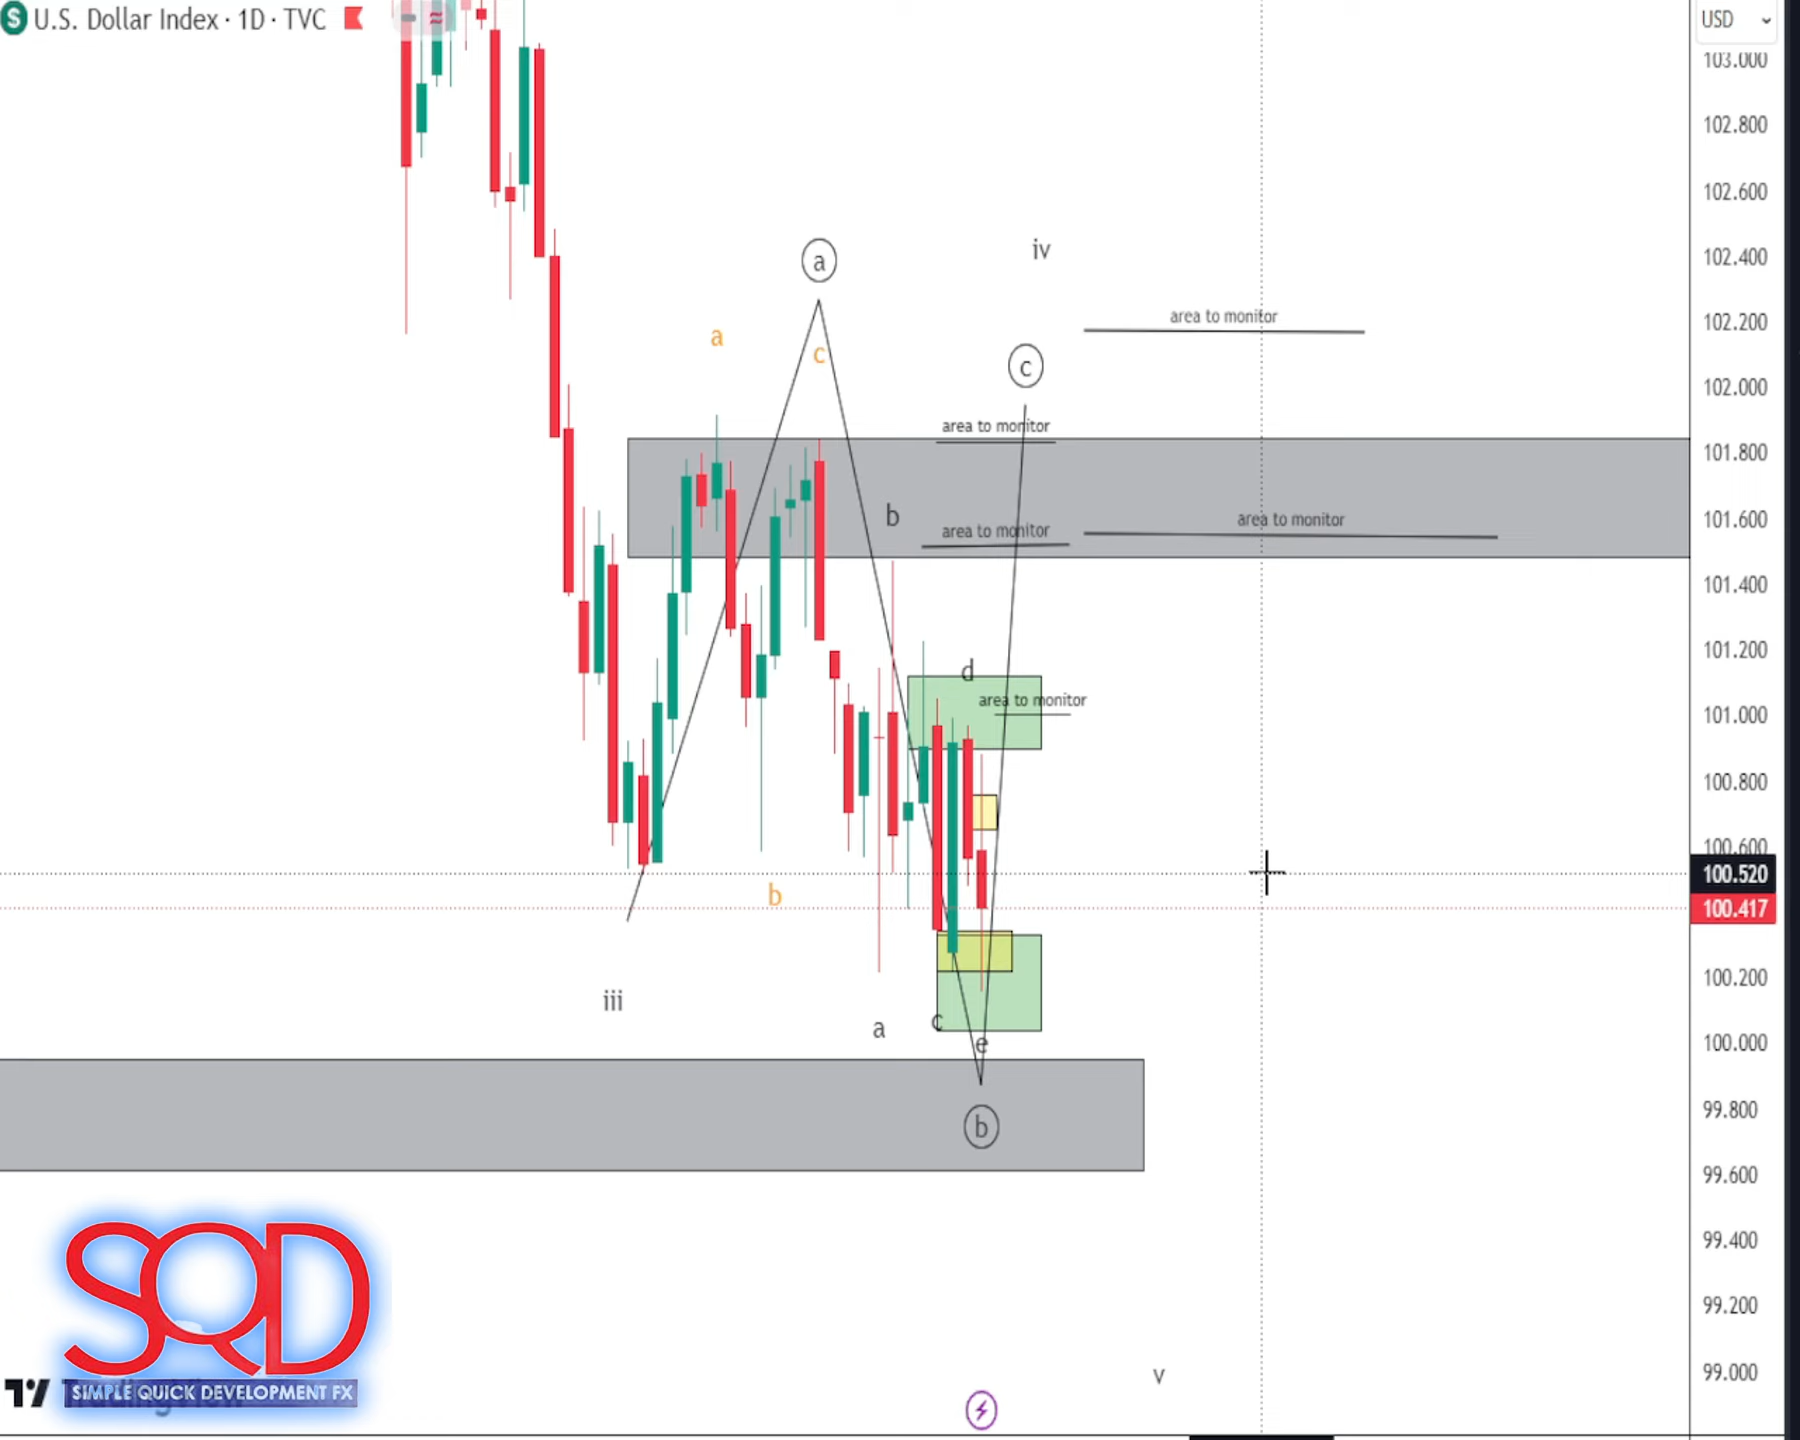 S U.S. Dollar Index · 1D · TVC
USD
103.000
102.800
102.600
102.400
102.200
102.000
101.800
101.600
101.400
101.200
101.000
100.800
100.600
100.520
100.417
100.200
100.000
99.800
99.600
99.400
99.200
99.000
iv
a
area to monitor
a
c
c
area to monitor
b
area to monitor
area to monitor
d
area to monitor
b
iii
a
c
e
b
v
SQD
SIMPLE QUICK DEVELOPMENT FX
TradingView